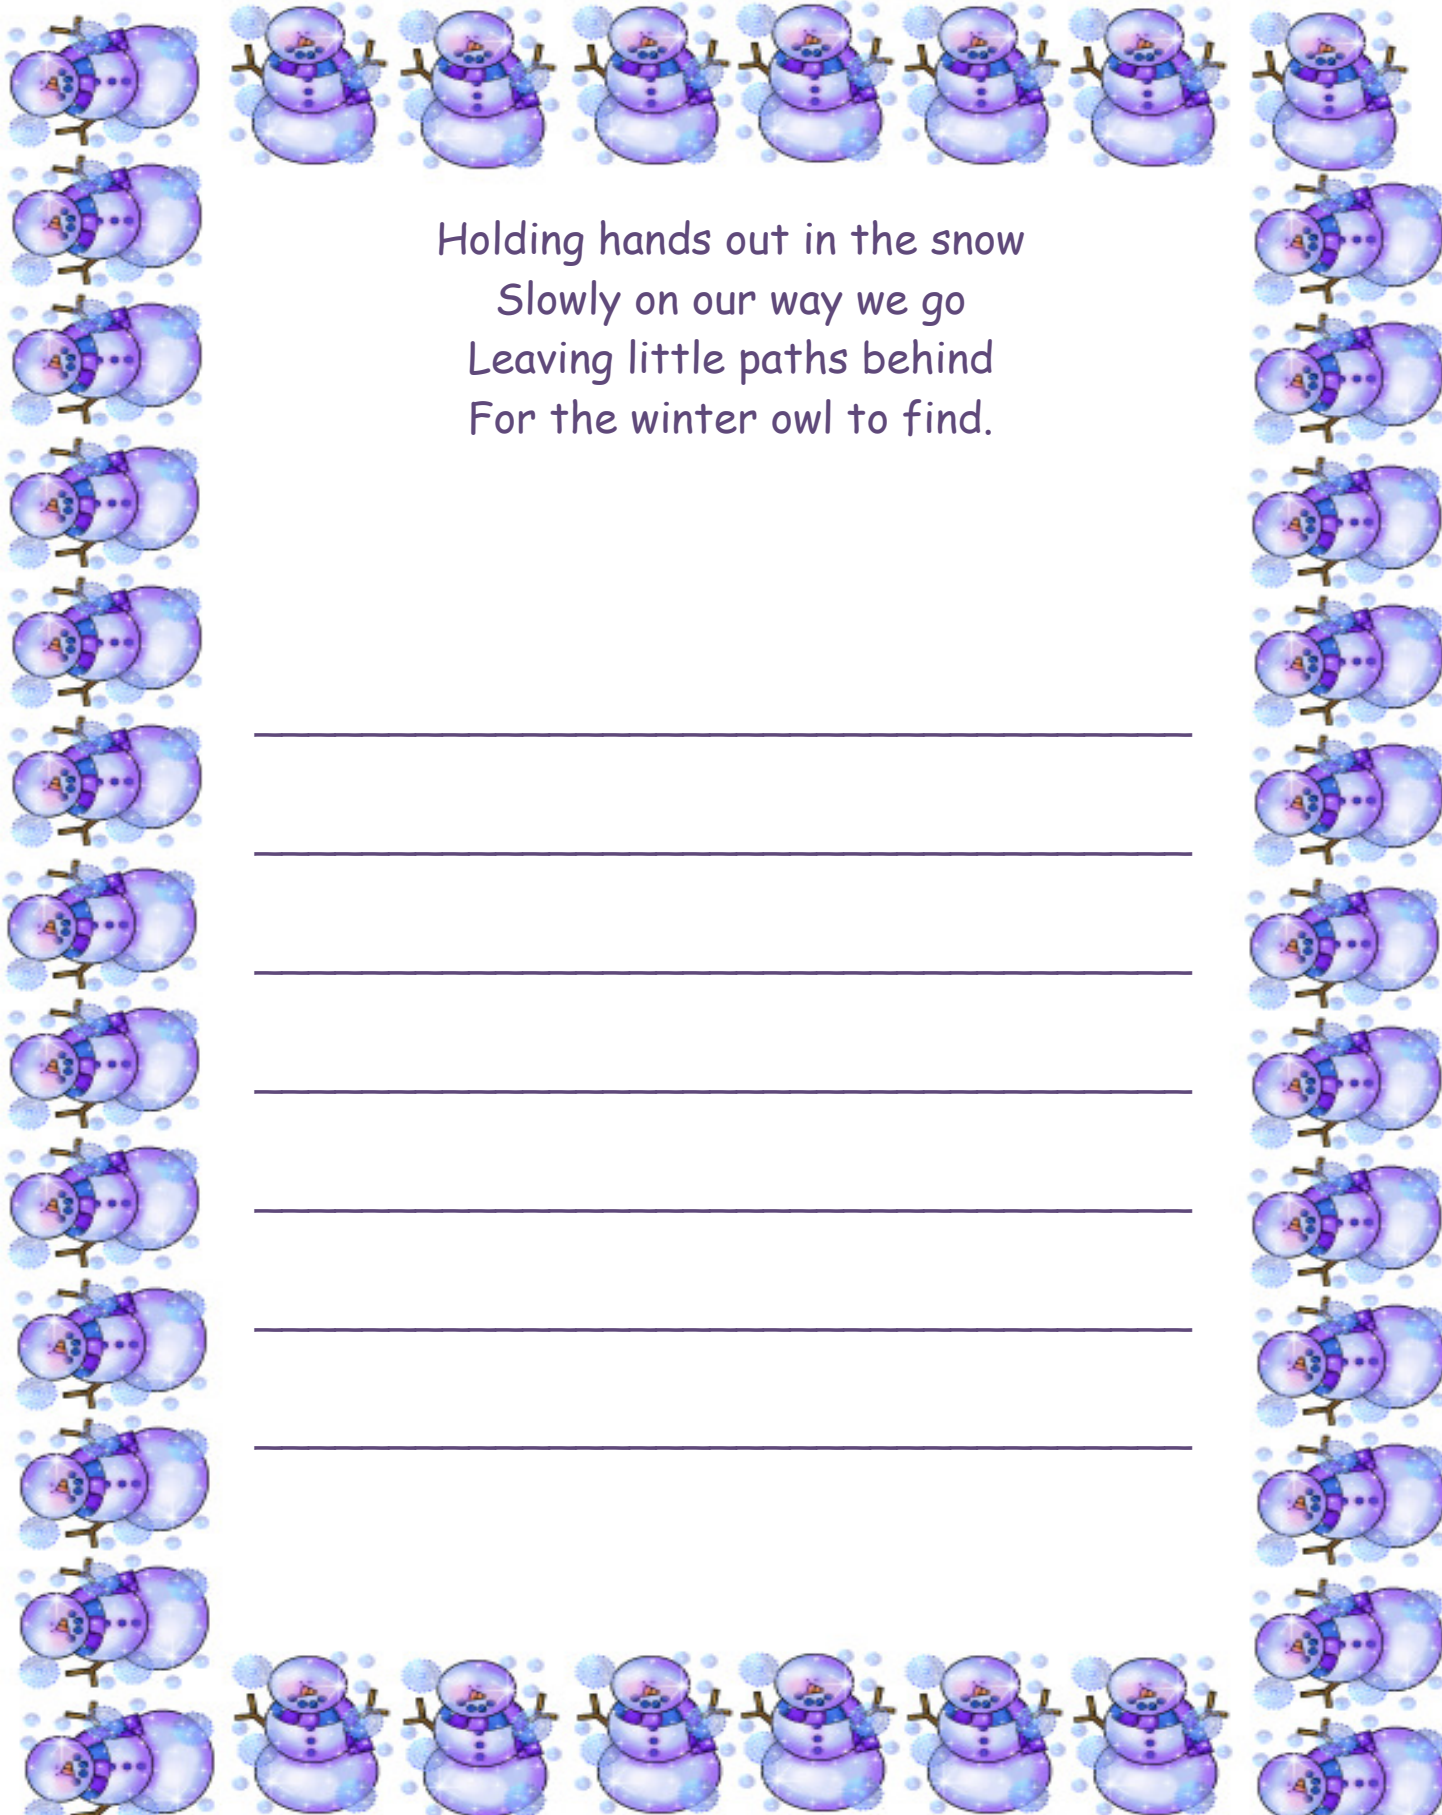 Holding hands out in the snow
Slowly on our way we go
Leaving little paths behind
For the winter owl to find.